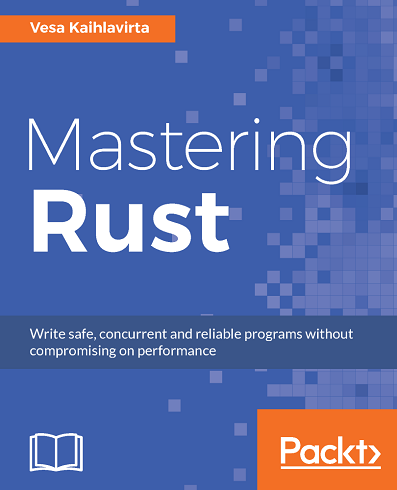 Vesa Kaihlavirta
Mastering
Rust
Write safe, concurrent and reliable programs without
compromising on performance
Packt>